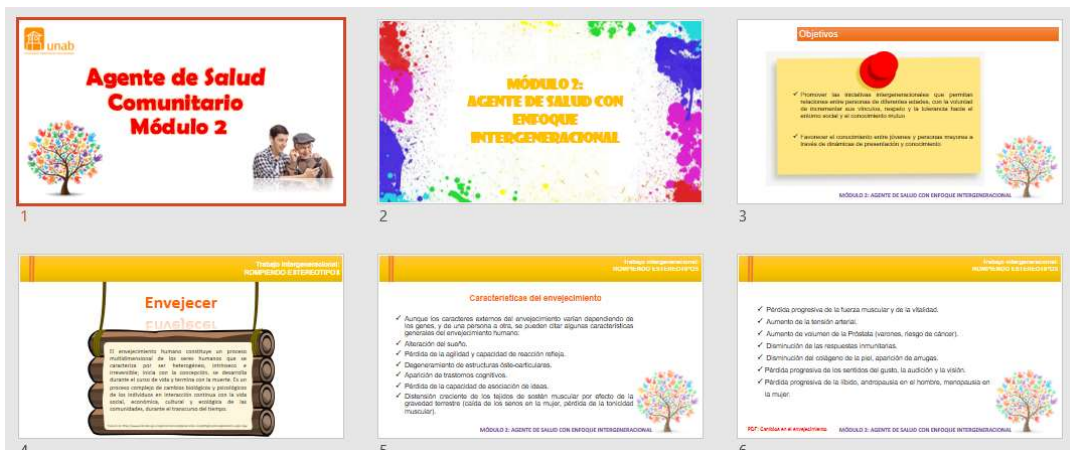 unab
Agente de Salud
Comunitario
Módulo 2
1
MÓDULO 2:
AGENTE DE SALUD CON
ENFOQUE
INTERGENERACIONAL
2
Objetivos
✓ Promover las iniciativas intergeneracionales que permitan
relaciones entre personas de diferentes edades, con la voluntad
de incrementar sus vínculos, respeto y la tolerancia hacia el
entorno social y el conocimiento mutuo
✓ Favorecer el conocimiento entre jóvenes y personas mayores a
través de dinámicas de presentación y conocimiento
MÓDULO 2: AGENTE DE SALUD CON ENFOQUE INTERGENERACIONAL
3
Trabajo Intergeneracional:
ROMPIENDO ESTEREOTIPOS
Envejecer
El envejecimiento humano constituye un proceso
multidimensional de los seres humanos que se
caracteriza por ser heterogéneo, intrínseco e
irreversible; inicia con la concepción, se desarrolla
durante el curso de vida y termina con la muerte. Es un
proceso complejo de cambios biológicos y psicológicos
de los individuos en interacción continua con la vida
social, económica, cultural y ecológica de las
comunidades, durante el transcurso del tiempo.
4
Trabajo Intergeneracional:
ROMPIENDO ESTEREOTIPOS
Características del envejecimiento
✓ Aunque los caracteres externos del envejecimiento varían dependiendo de
los genes, y de una persona a otra, se pueden citar algunas características
generales del envejecimiento humano:
✓ Alteración del sueño.
✓ Pérdida de la agilidad y capacidad de reacción refleja.
✓ Degeneramiento de estructuras óste-oarticulares.
✓ Aparición de trastornos cognitivos.
✓ Pérdida de la capacidad de asociación de ideas.
✓ Distensión creciente de los tejidos de sostén muscular por efecto de la
gravedad terrestre (caída de los senos en la mujer, pérdida de la tonicidad
muscular).
MÓDULO 2: AGENTE DE SALUD CON ENFOQUE INTERGENERACIONAL
5
Trabajo Intergeneracional:
ROMPIENDO ESTEREOTIPOS
✓ Pérdida progresiva de la fuerza muscular y de la vitalidad.
✓ Aumento de la tensión arterial.
✓ Aumento de volumen de la Próstata (varones, riesgo de cáncer).
✓ Disminución de las respuestas inmunitarias.
✓ Disminución del colágeno de la piel, aparición de arrugas.
✓ Pérdida progresiva de los sentidos del gusto, la audición y la visión.
✓ Pérdida progresiva de la libido, andropausia en el hombre, menopausia en
la mujer.
PDF: Cambios en el envejecimiento
MÓDULO 2: AGENTE DE SALUD CON ENFOQUE INTERGENERACIONAL
6